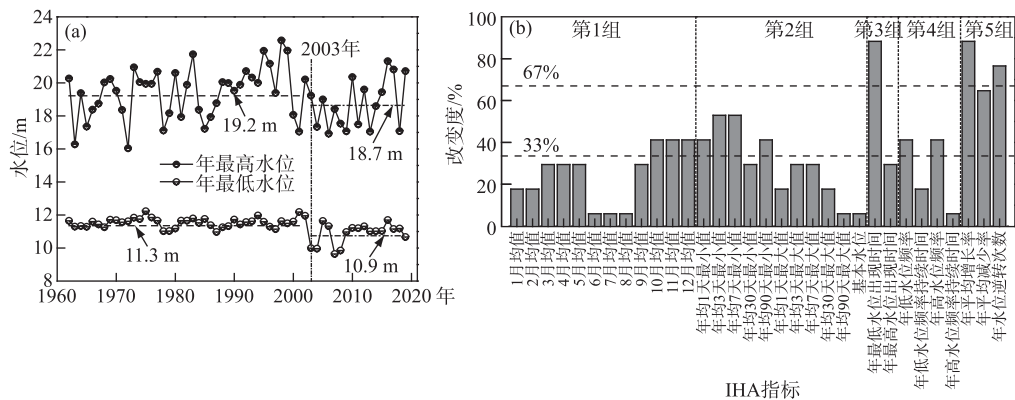 (a)
24
22
20
18
16
14
12
10
8
水位/m
2003年
19.2 m
18.7 m
年最高水位
年最低水位
11.3 m
10.9 m
1960
1970
1980
1990
2000
2010
2020 年
(b)
第1组
第2组
第3组
第4组
第5组
100
80
60
40
20
0
改变度/%
67%
33%
1月均值
2月均值
3月均值
4月均值
5月均值
6月均值
7月均值
8月均值
9月均值
10月均值
11月均值
12月均值
年均1天最小值
年均3天最小值
年均7天最小值
年均30天最小值
年均90天最小值
年均1天最大值
年均3天最大值
年均7天最大值
年均30天最大值
年均90天最大值
基本水位
年最低水位出现时间
年最高水位出现时间
年低水位频率
年低水位频率持续时间
年高水位频率
年高水位频率持续时间
年平均增长率
年平均减少率
年水位逆转次数
IHA指标